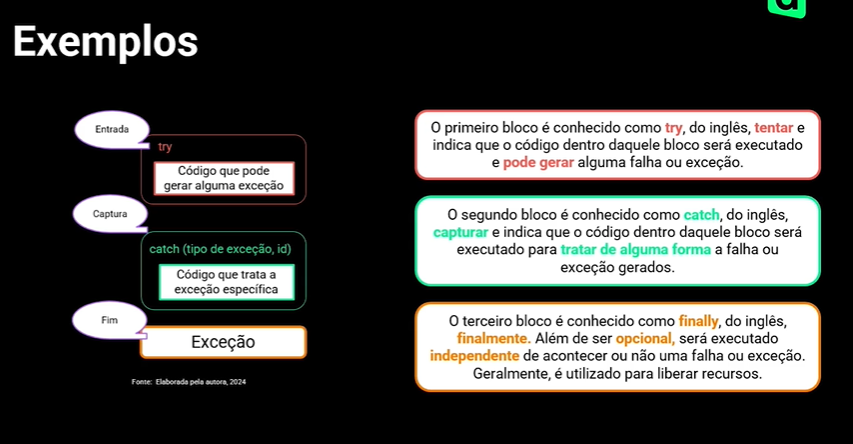 Exemplos
Entrada
try
Código que pode
gerar alguma exceção
Captura
catch (tipo de exceção, id)
Código que trata a
exceção específica
Fim
Exceção
Fonte: Elaborada pela autora, 2024
O primeiro bloco é conhecido como try, do inglês, tentar e
indica que o código dentro daquele bloco será executado
e pode gerar alguma falha ou exceção.
O segundo bloco é conhecido como catch, do inglês,
capturar e indica que o código dentro daquele bloco será
executado para tratar de alguma forma a falha ou
exceção gerados.
O terceiro bloco é conhecido como finally, do inglês,
finalmente. Além de ser opcional, será executado
independente de acontecer ou não uma falha ou exceção.
Geralmente, é utilizado para liberar recursos.